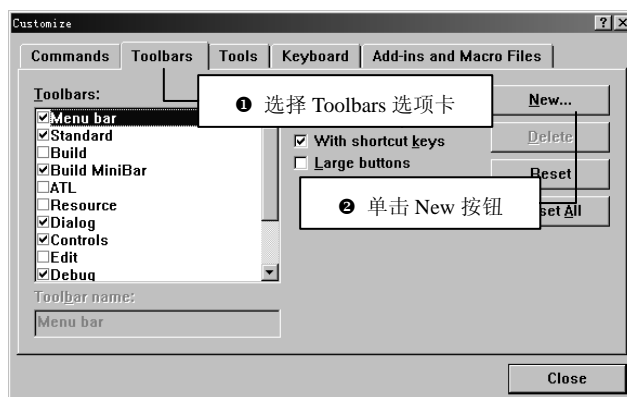 Customize
Commands Toolbars Tools Keyboard Add-ins and Macro Files
Toolbars:
Menu bar
Standard
Build
Build MiniBar
ATL
Resource
Dialog
Controls
Edit
Debug
Toolbar name:
Menu bar
❶ 选择 Toolbars 选项卡
With shortcut keys
Large buttons
❷ 单击 New 按钮
New...
Delete
Reset
set All
Close